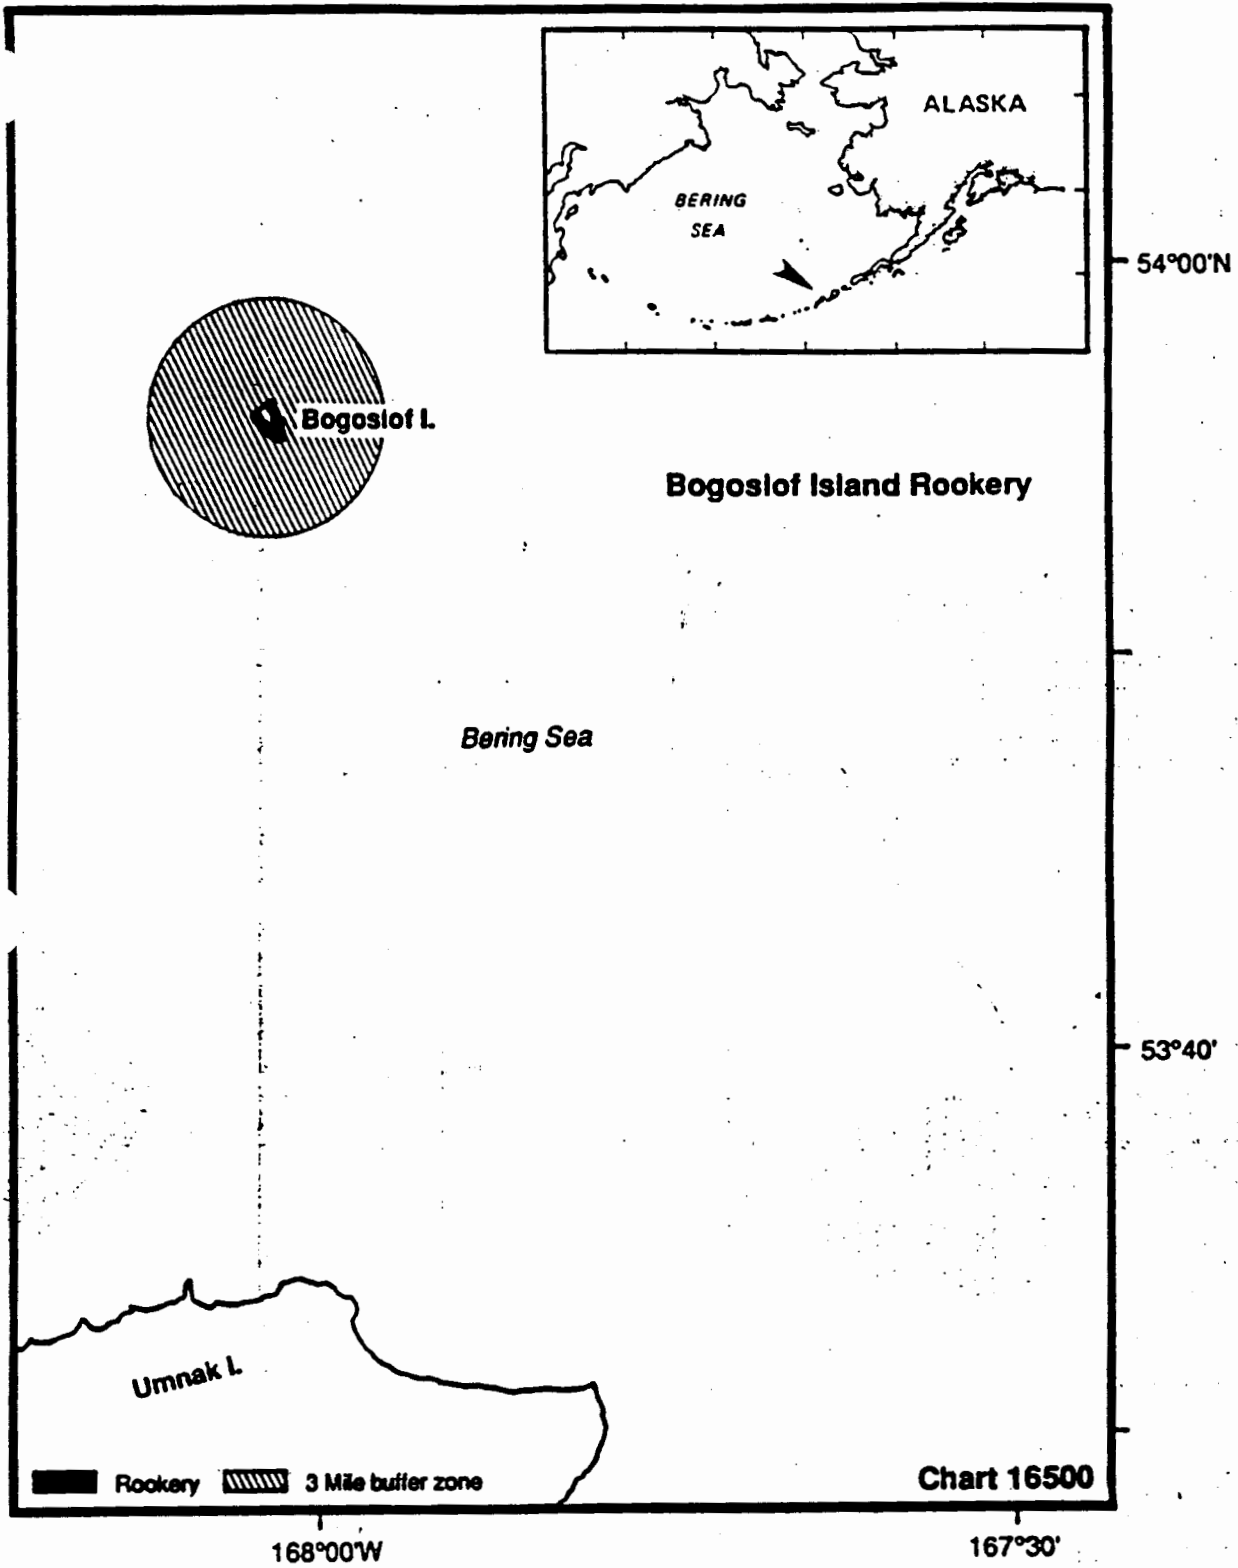 ALASKA
BERING
SEA
54°00'N
Bogoslof I.
Bogoslof Island Rookery
Bering Sea
53°40'
Umnak I.
Rookery
3 Mile buffer zone
Chart 16500
168°00'W
167°30'